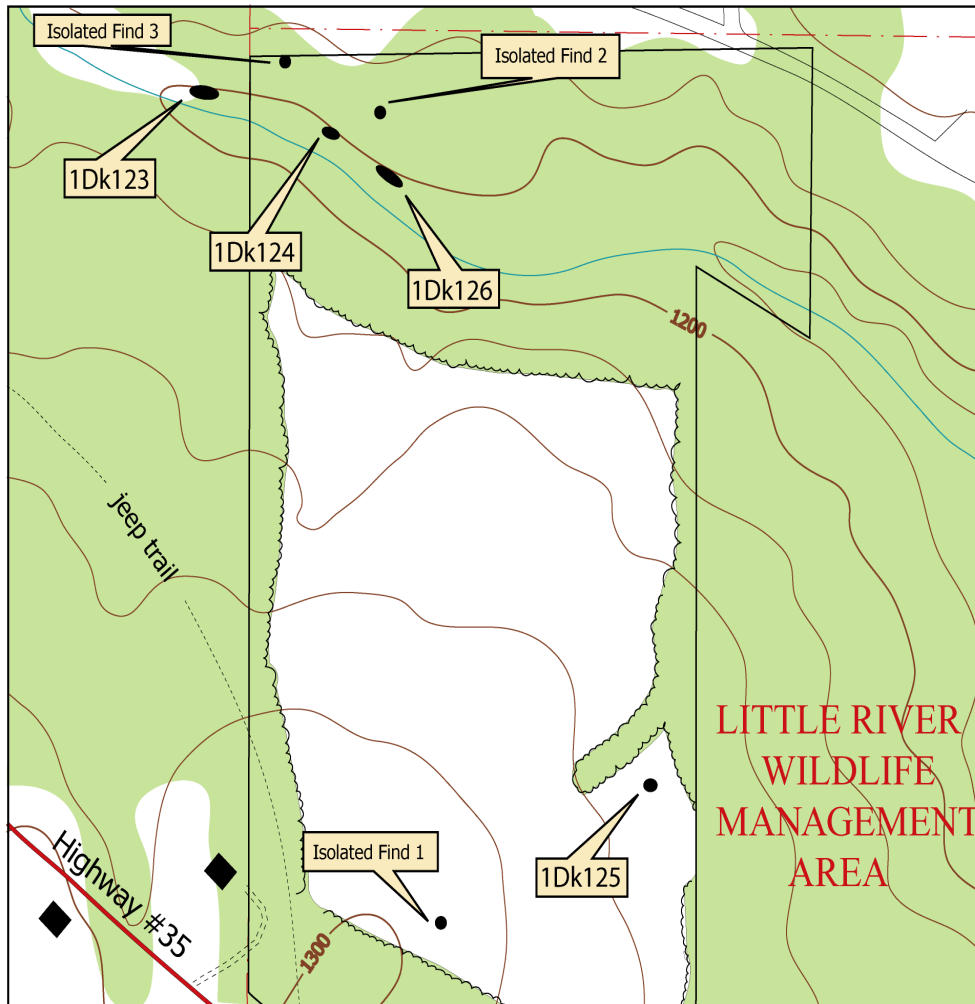 Isolated Find 3
Isolated Find 2
1Dk123
1Dk124
1Dk126
1200
jeep trail
LITTLE RIVER
WILDLIFE
MANAGEMENT
AREA
Isolated Find 1
1Dk125
Highway #35
1300